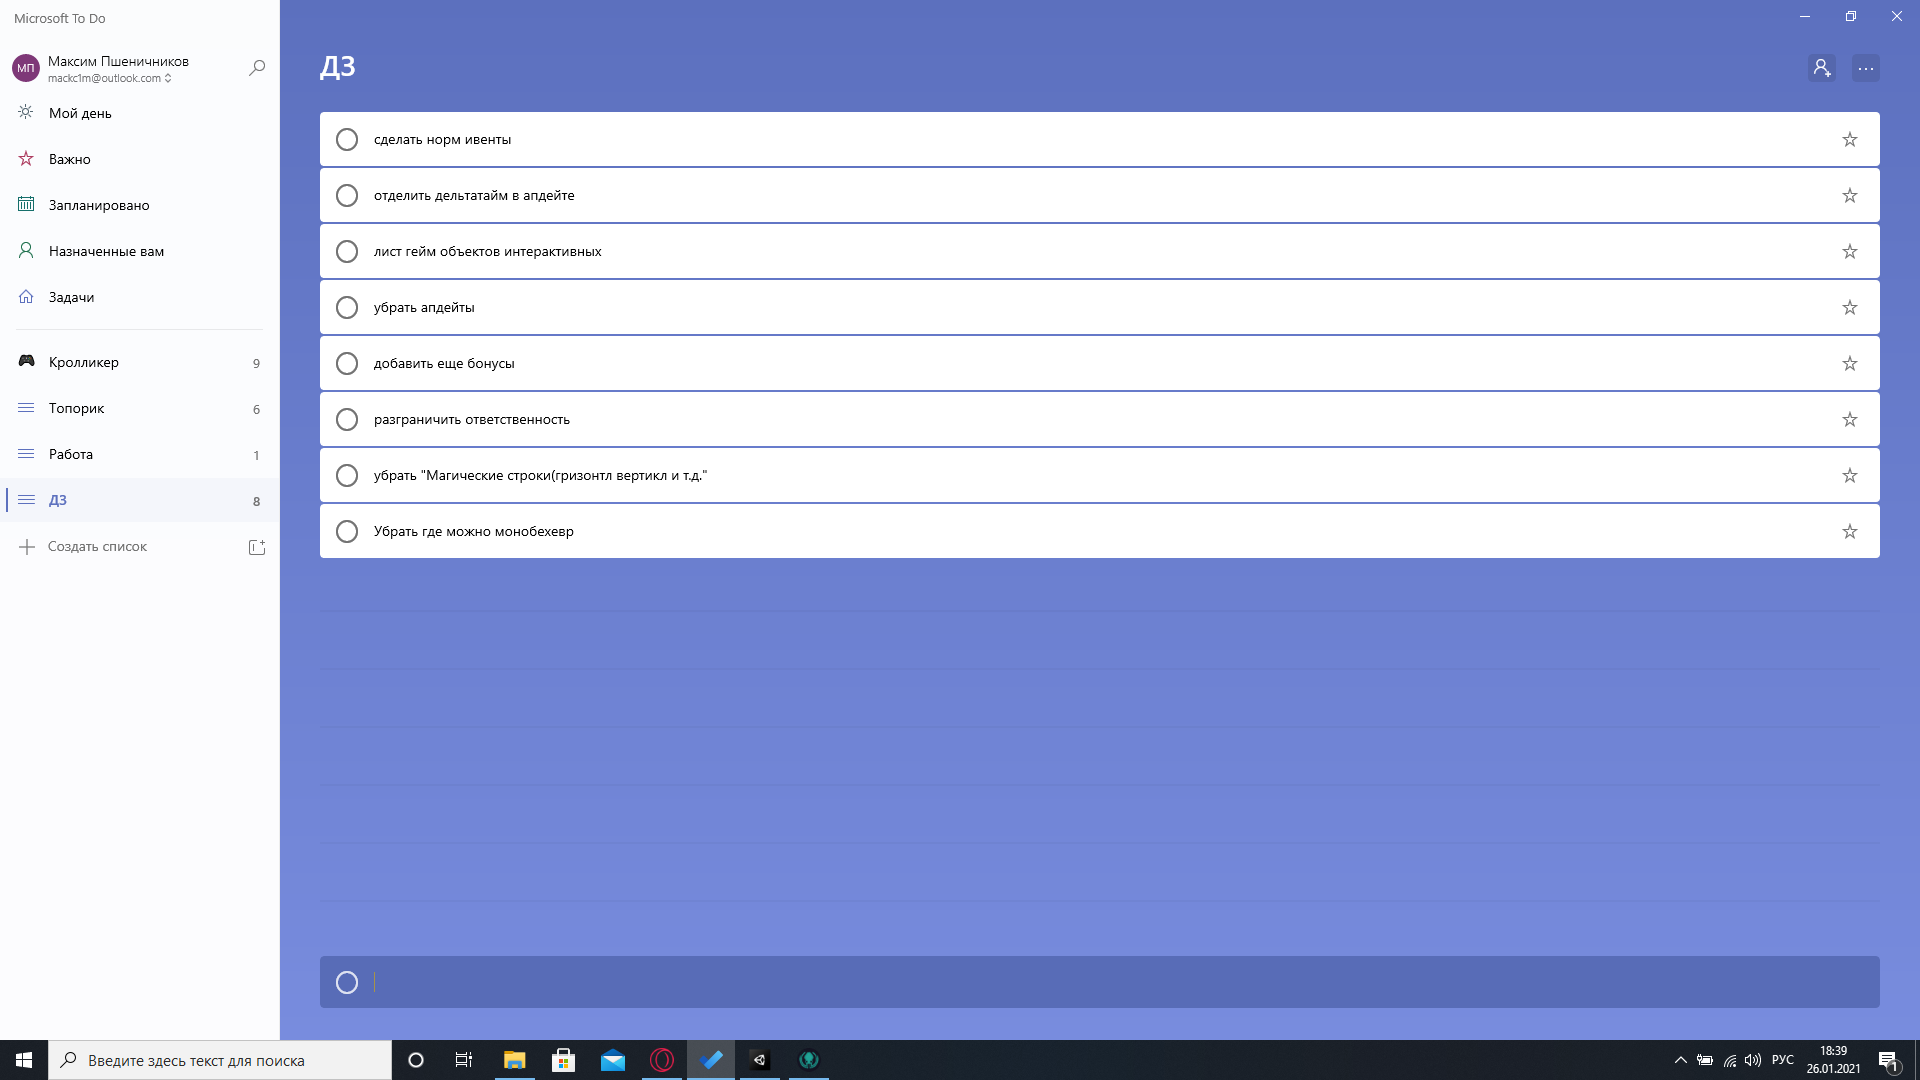 Microsoft To Do
МП
Максим Пшеничников
mackc1m@outlook.com
Мой день
Важно
Запланировано
Назначенные вам
Задачи
Кролликер 9
Топорик 6
Работа 1
ДЗ 8
Создать список
ДЗ
сделать норм ивенты
отделить дельтатайм в апдейте
лист гейм объектов интерактивных
убрать апдейты
добавить еще бонусы
разграничить ответственность
убрать "Магические строки(гризонтл вертикл и т.д."
Убрать где можно монобехевр
Введите здесь текст для поиска
РУС
18:39
26.01.2021
1